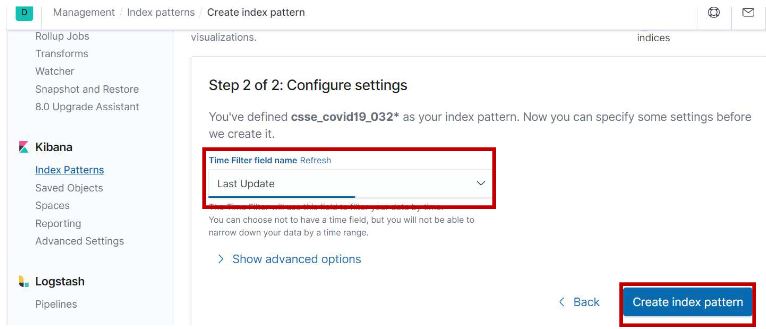 D
Management / Index patterns / Create index pattern
Rollup Jobs
Transforms
Watcher
Snapshot and Restore
8.0 Upgrade Assistant
Kibana
Index Patterns
Saved Objects
Spaces
Reporting
Advanced Settings
Logstash
Pipelines
visualizations.
indices
Step 2 of 2: Configure settings
You've defined csse_covid19_032* as your index pattern. Now you can specify some settings before
we create it.
Time Filter field name Refresh
Last Update
The Time Filter will use this field to filter your data by time.
You can choose not to have a time field, but you will not be able to
narrow down your data by a time range.
Show advanced options
Back
Create index pattern